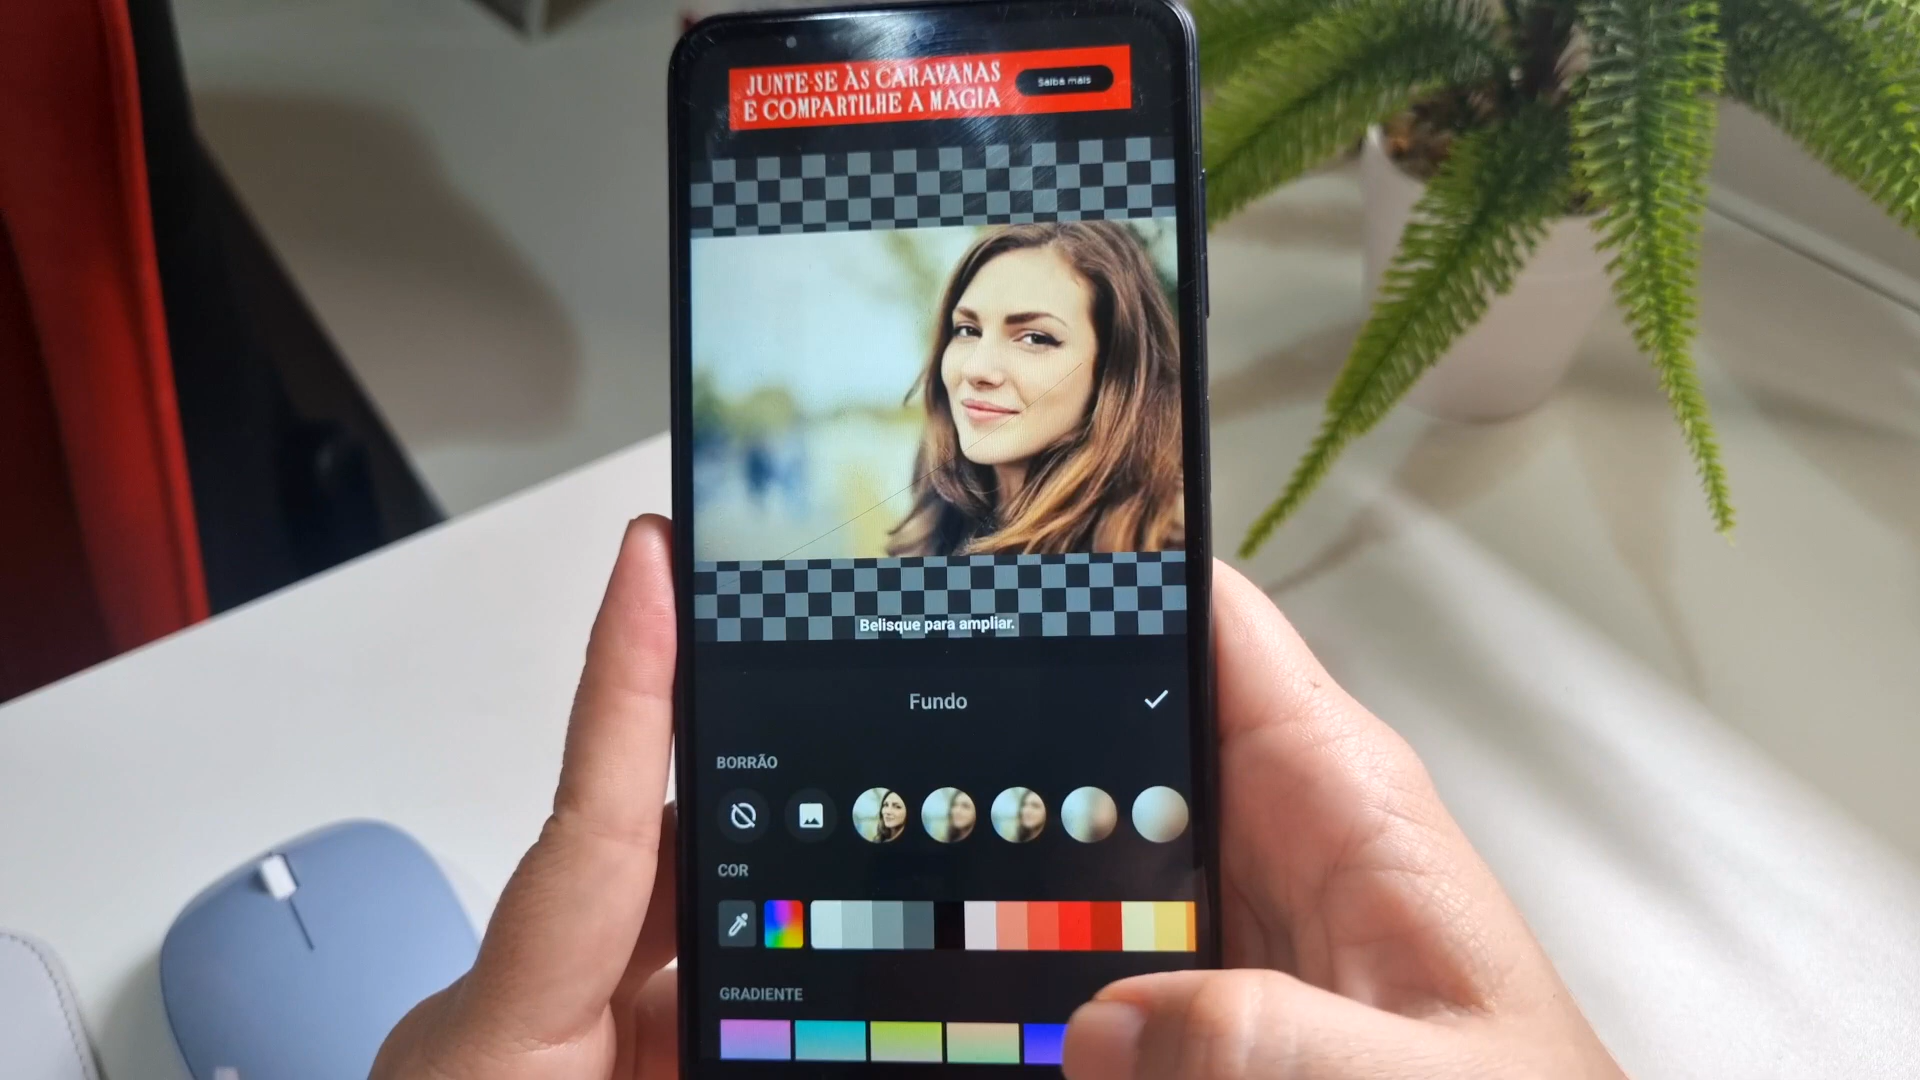 JUNTE-SE ÀS CARAVANAS
E COMPARTILHE A MAGIA
Saiba mais
Belisque para ampliar.
Fundo
BORRÃO
COR
GRADIENTE